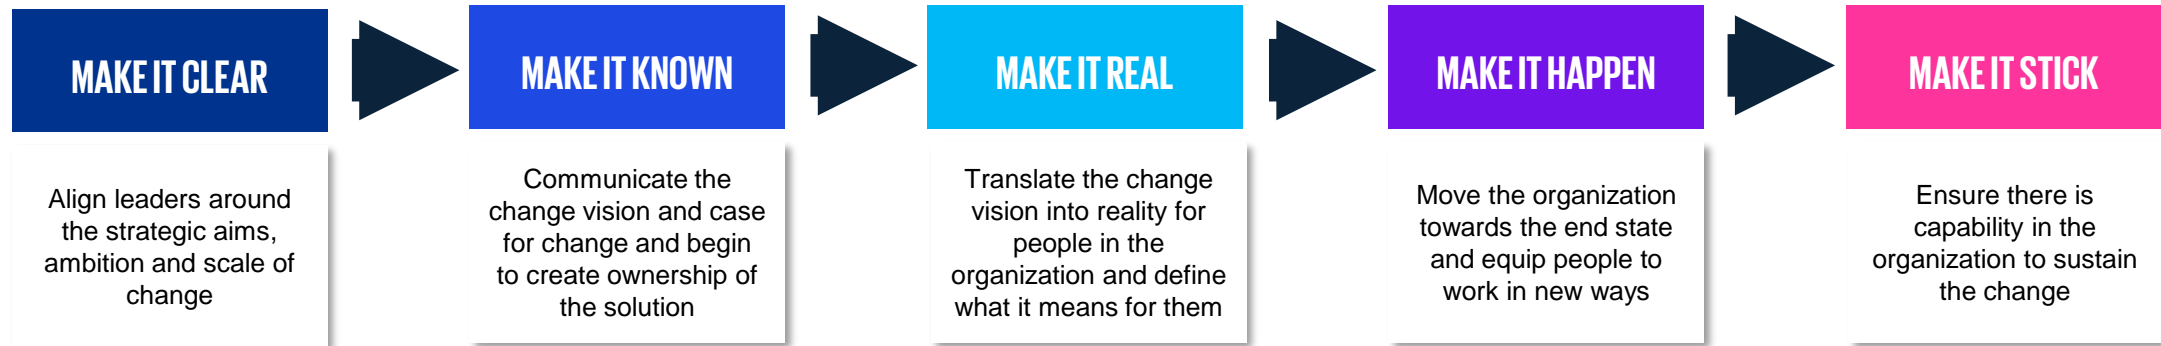 MAKE IT CLEAR
Align leaders around
the strategic aims,
ambition and scale of
change
MAKE IT KNOWN
Communicate the
change vision and case
for change and begin
to create ownership of
the solution
MAKE IT REAL
Translate the change
vision into reality for
people in the
organization and define
what it means for them
MAKE IT HAPPEN
Move the organization
towards the end state
and equip people to
work in new ways
MAKE IT STICK
Ensure there is
capability in the
organization to sustain
the change